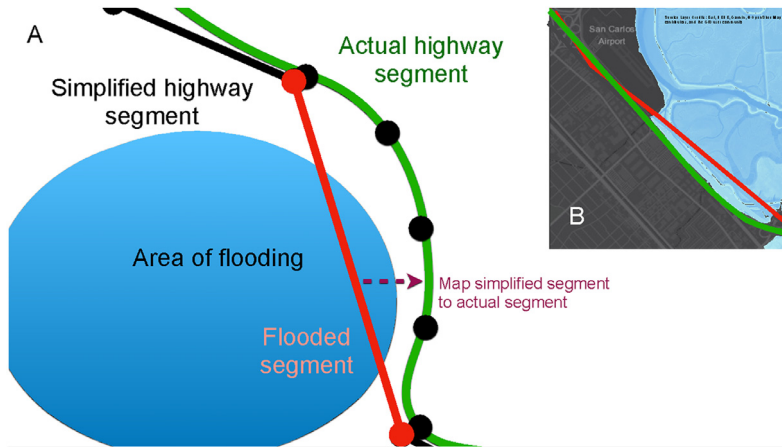 A
Actual highway
segment
Simplified highway
segment
Area of flooding
Map simplified segment
to actual segment
Flooded
segment
San Carlos
Airport
B